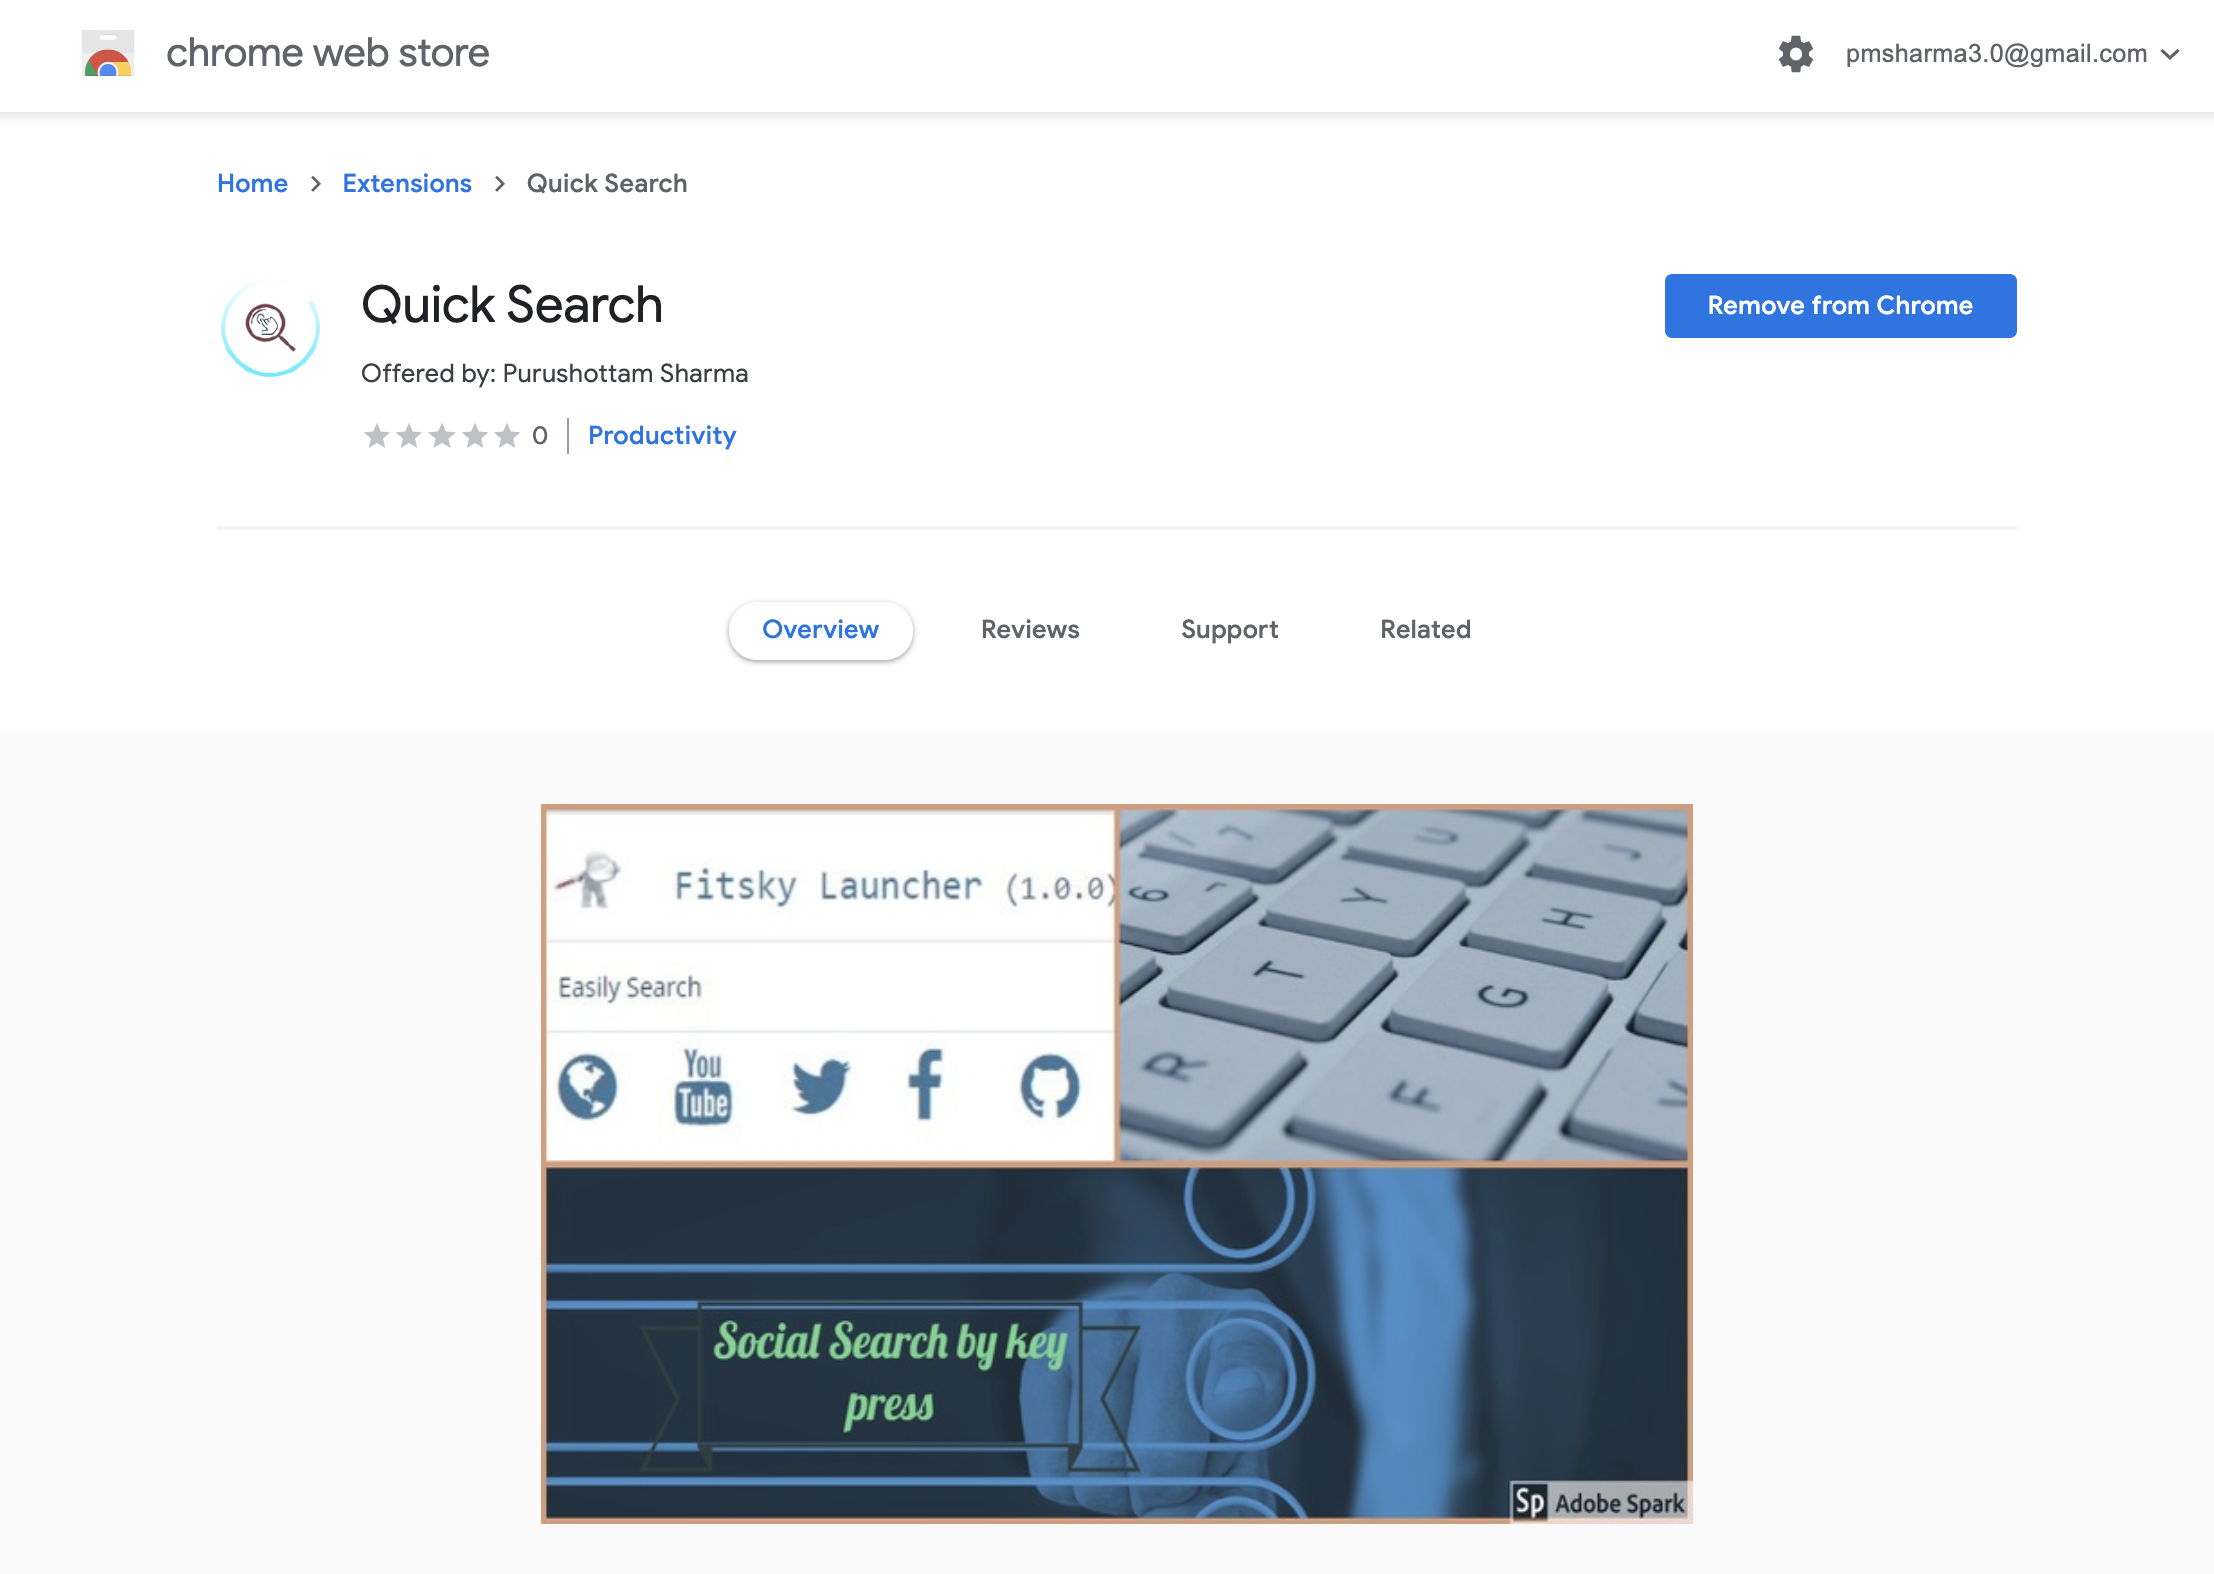 chrome web store
pmsharma3.0@gmail.com
Home > Extensions > Quick Search
Quick Search
Remove from Chrome
Offered by: Purushottam Sharma
0 | Productivity
Overview Reviews Support Related
Fitsky Launcher (1.0.0)
Easily Search
You
Tube
U J
6 Y H
T G
R F
Social Search by key
press
Sp Adobe Spark